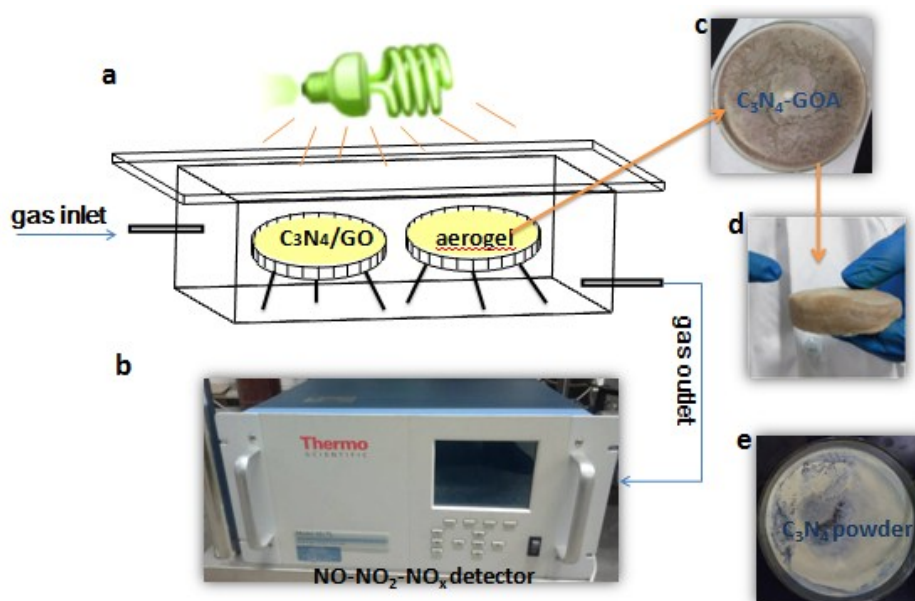 a
gas inlet
C₃N₄/GO
aerogel
gas outlet
b
Thermo
SCIENTIFIC
NO-NO₂-NOₓ detector
c
C₃N₄-GOA
d
e
C₃N₄ powder